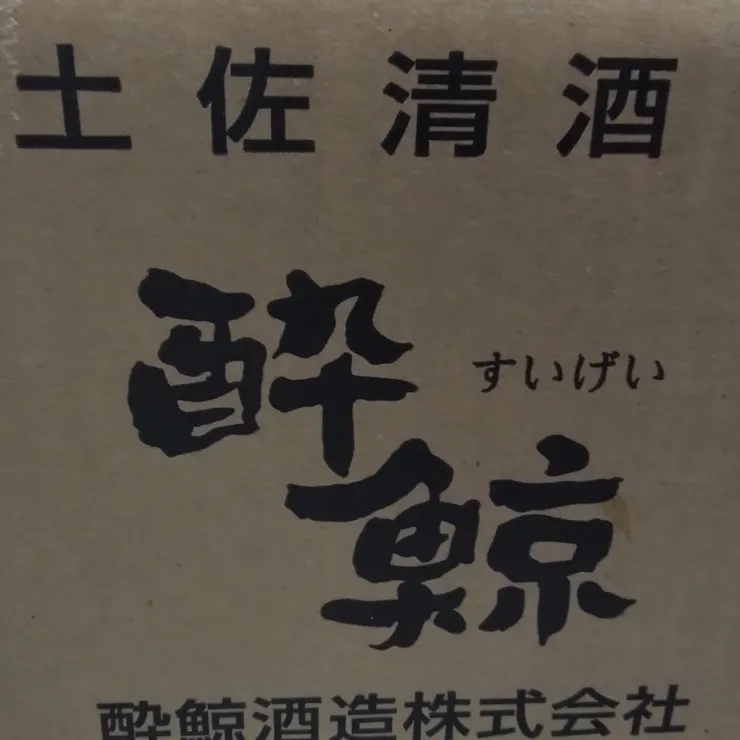 土佐清酒
酔
すいげい
鯨
酔鯨酒造株式会社